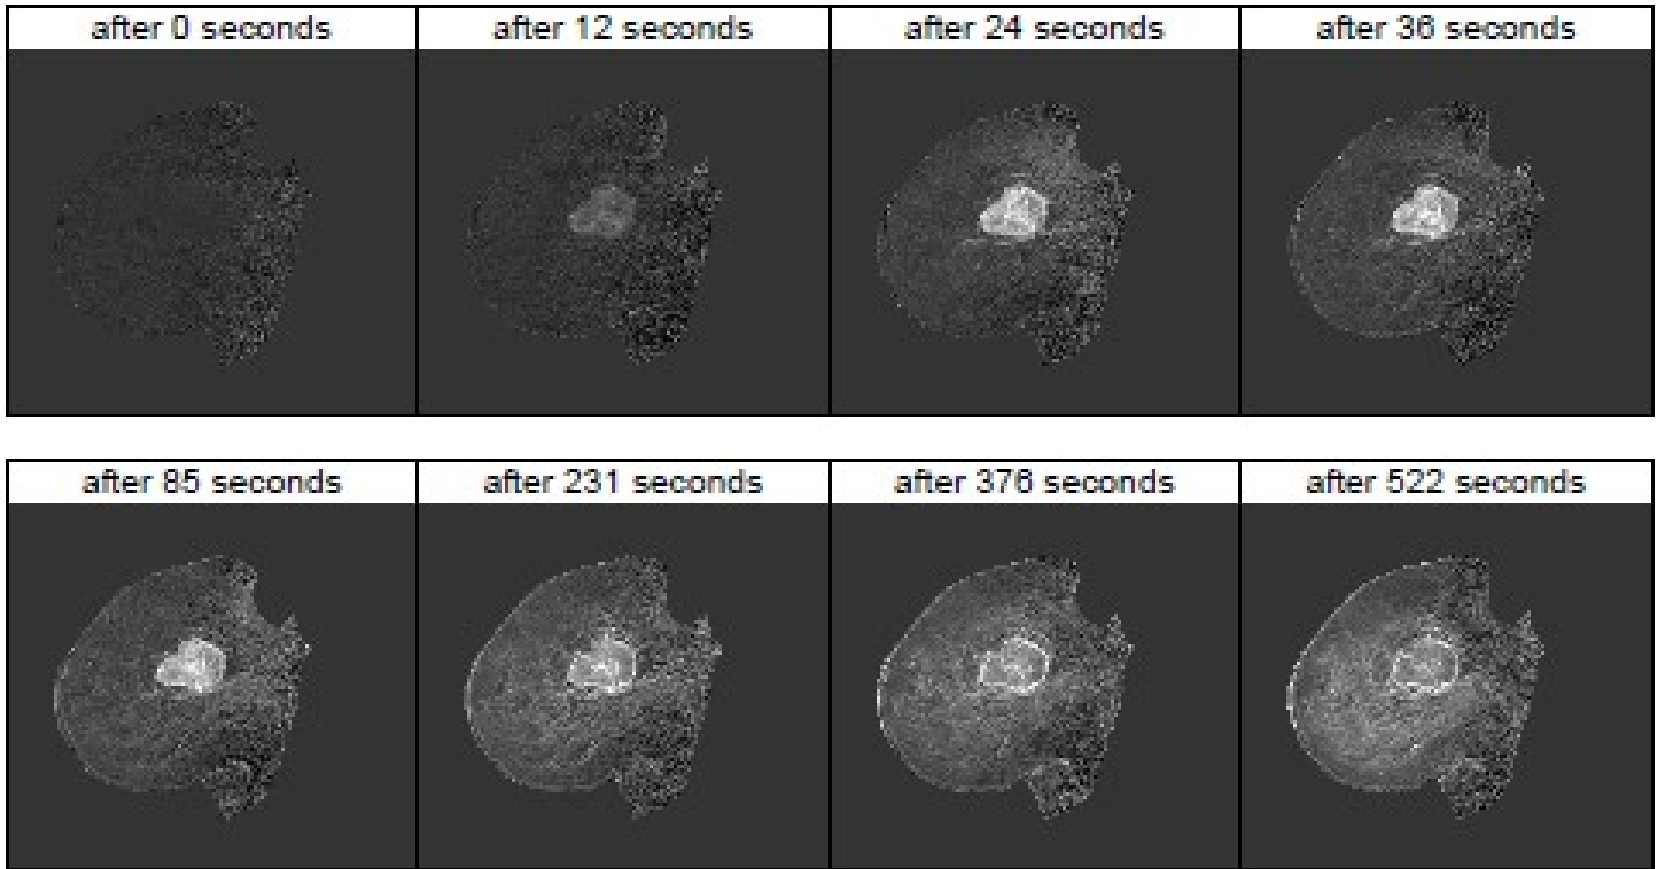 after 0 seconds
after 12 seconds
after 24 seconds
after 36 seconds
after 85 seconds
after 231 seconds
after 376 seconds
after 522 seconds